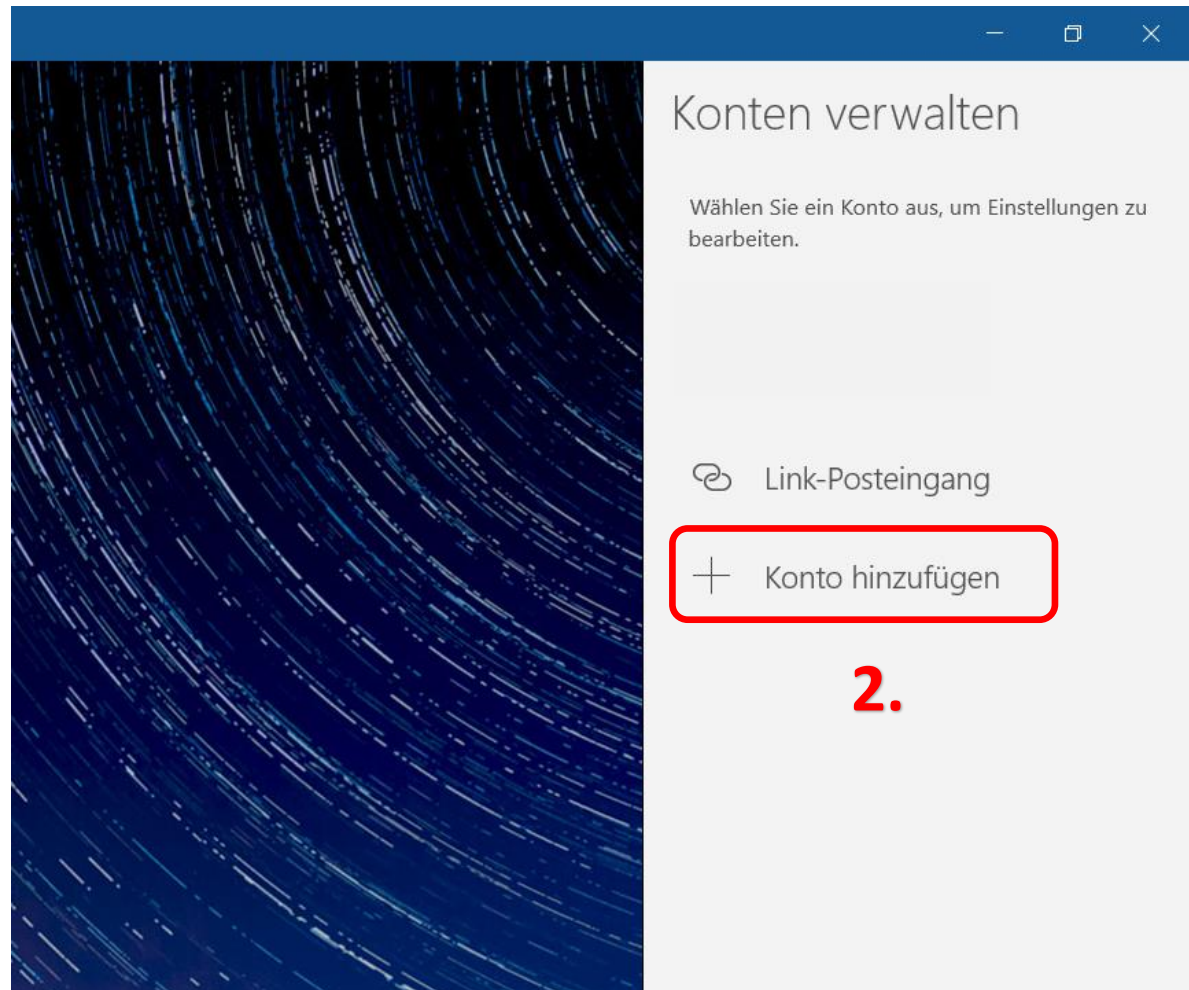 Konten verwalten
Wählen Sie ein Konto aus, um Einstellungen zu
bearbeiten.
Link-Posteingang
Konto hinzufügen
2.